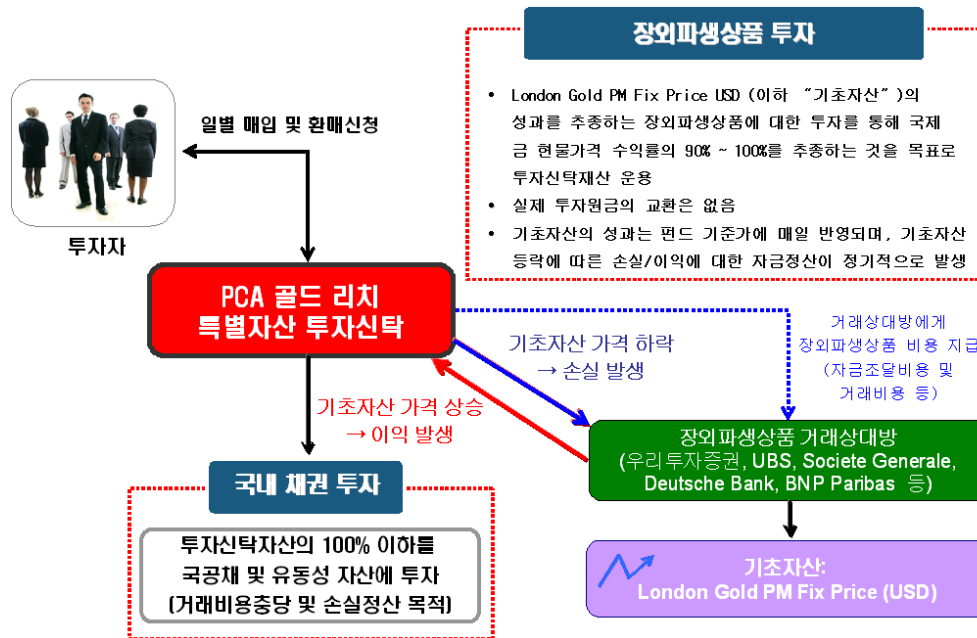 장외파생상품 투자
• London Gold PM Fix Price USD (이하 “기초자산”)의
성과를 추종하는 장외파생상품에 대한 투자를 통해 국제
금 현물가격 수익률의 90% ~ 100%를 추종하는 것을 목표로
투자신탁재산 운용
• 실제 투자원금의 교환은 없음
• 기초자산의 성과는 펀드 기준가에 매일 반영되며, 기초자산
등락에 따른 손실/이익에 대한 자금정산이 정기적으로 발생
일별 매입 및 환매신청
투자자
PCA 골드 리치
특별자산 투자신탁
기초자산 가격 하락
→ 손실 발생
거래상대방에게
장외파생상품 비용 지급
(자금조달비용 및
거래비용 등)
기초자산 가격 상승
→ 이익 발생
장외파생상품 거래상대방
(우리투자증권, UBS, Societe Generale,
Deutsche Bank, BNP Paribas 등)
국내 채권 투자
투자신탁자산의 100% 이하를
국공채 및 유동성 자산에 투자
(거래비용충당 및 손실정산 목적)
기초자산:
London Gold PM Fix Price (USD)